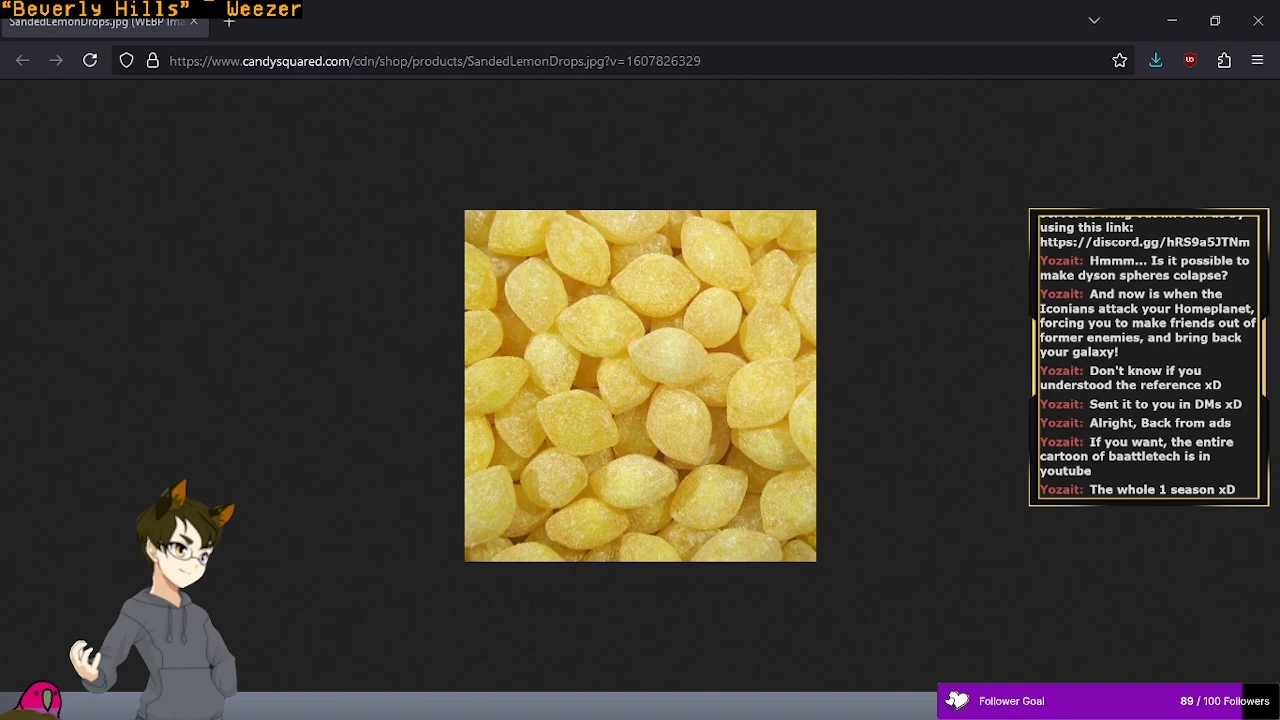 “Beverly Hills” ~ Weezer
SandedLemonDrops.jpg (WEBP Ima
https://www.candysquared.com/cdn/shop/products/SandedLemonDrops.jpg?v=1607826329
using this link:
https://discord.gg/hRS9a5JTNm
Yozait: Hmmm... Is it possible to
make dyson spheres colapse?
Yozait: And now is when the
Iconians attack your Homeplanet,
forcing you to make friends out of
former enemies, and bring back
your galaxy!
Yozait: Don't know if you
understood the reference xD
Yozait: Sent it to you in DMs xD
Yozait: Alright, Back from ads
Yozait: If you want, the entire
cartoon of baattletech is in
youtube
Yozait: The whole 1 season xD
Follower Goal
89 / 100 Followers